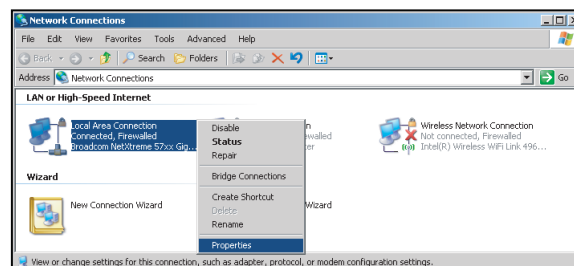 Network Connections
File Edit View Favorites Tools Advanced Help
Back Search Folders
Address Network Connections Go
LAN or High-Speed Internet
Local Area Connection
Connected, Firewalled
Broadcom NetXtreme 57xx Gig...
Disable
Status
Repair
Bridge Connections
Create Shortcut
Delete
Rename
Properties
n
ewalled
ter
Wireless Network Connection
Not connected, Firewalled
Intel(R) Wireless WiFi Link 496...
Wizard
New Connection Wizard
Wizard
View or change settings for this connection, such as adapter, protocol, or modem configuration settings.